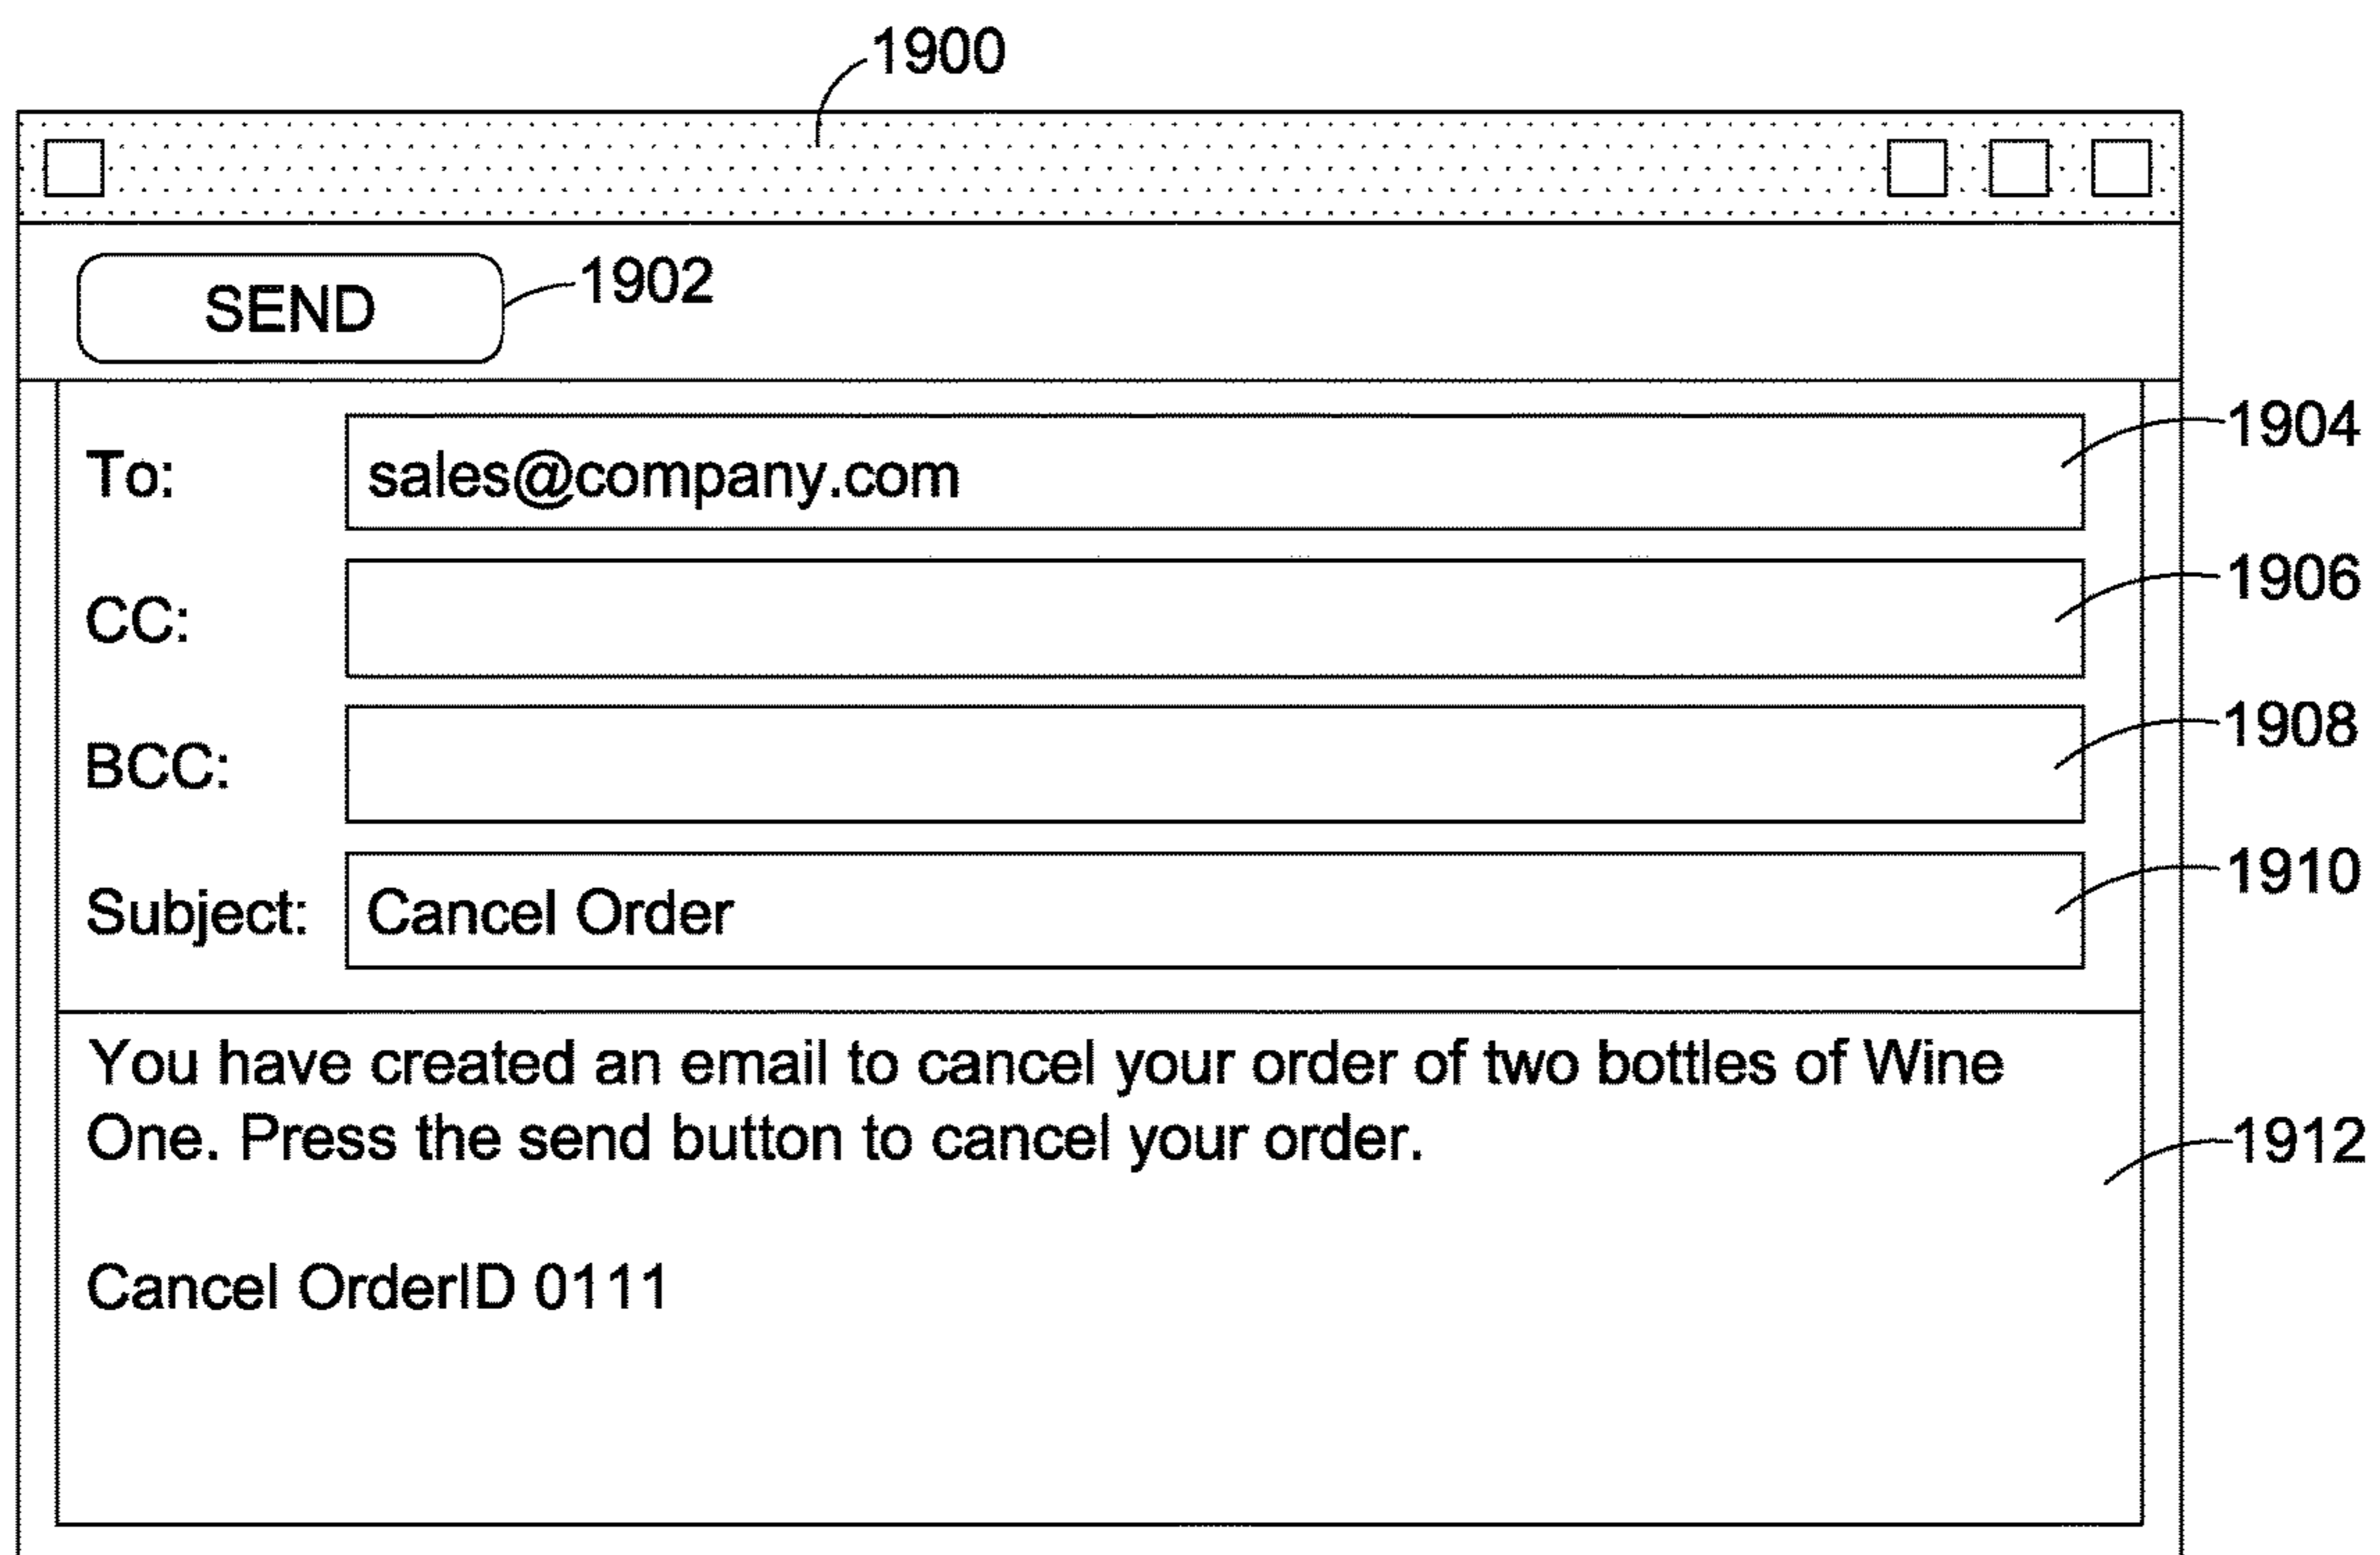 1900
SEND 1902
To: sales@company.com 1904
CC: 1906
BCC: 1908
Subject: Cancel Order 1910
You have created an email to cancel your order of two bottles of Wine
One. Press the send button to cancel your order.
1912
Cancel OrderID 0111